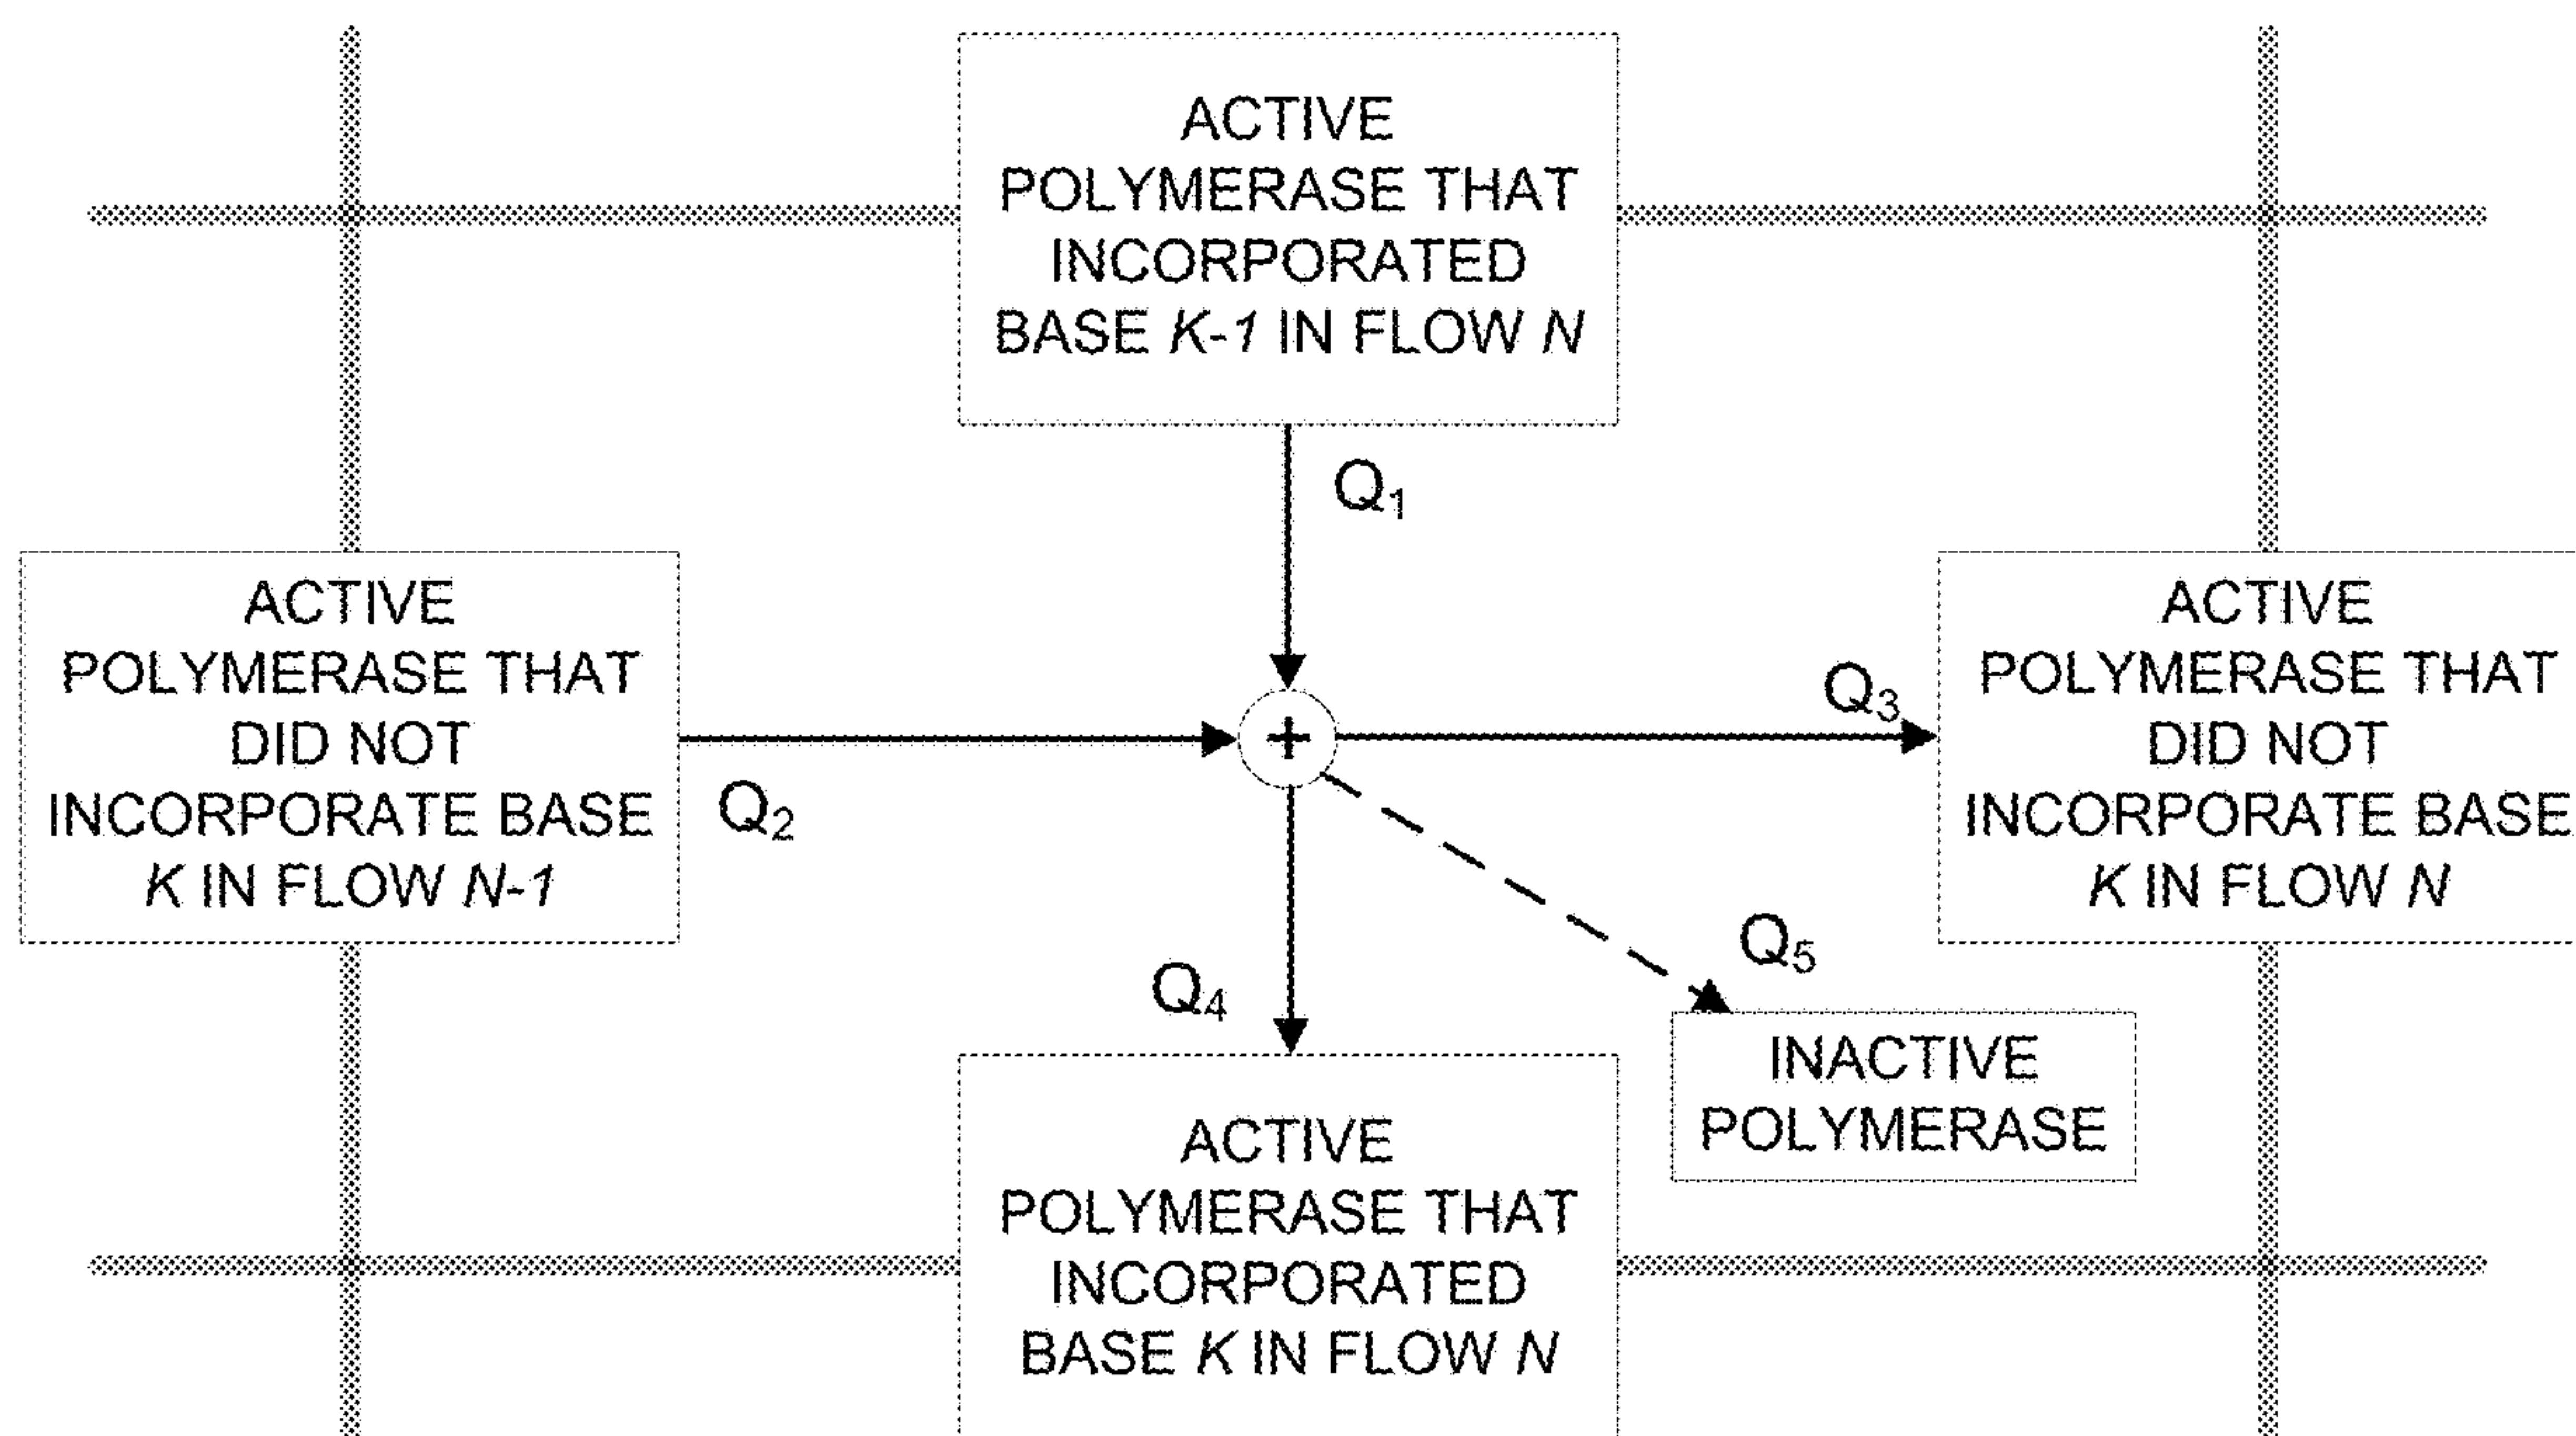 ACTIVE
POLYMERASE THAT
INCORPORATED
BASE K-1 IN FLOW N
Q1
ACTIVE
POLYMERASE THAT
DID NOT
INCORPORATE BASE
K IN FLOW N-1
Q2
+
Q3
ACTIVE
POLYMERASE THAT
DID NOT
INCORPORATE BASE
K IN FLOW N
Q4
Q5
INACTIVE
POLYMERASE
ACTIVE
POLYMERASE THAT
INCORPORATED
BASE K IN FLOW N